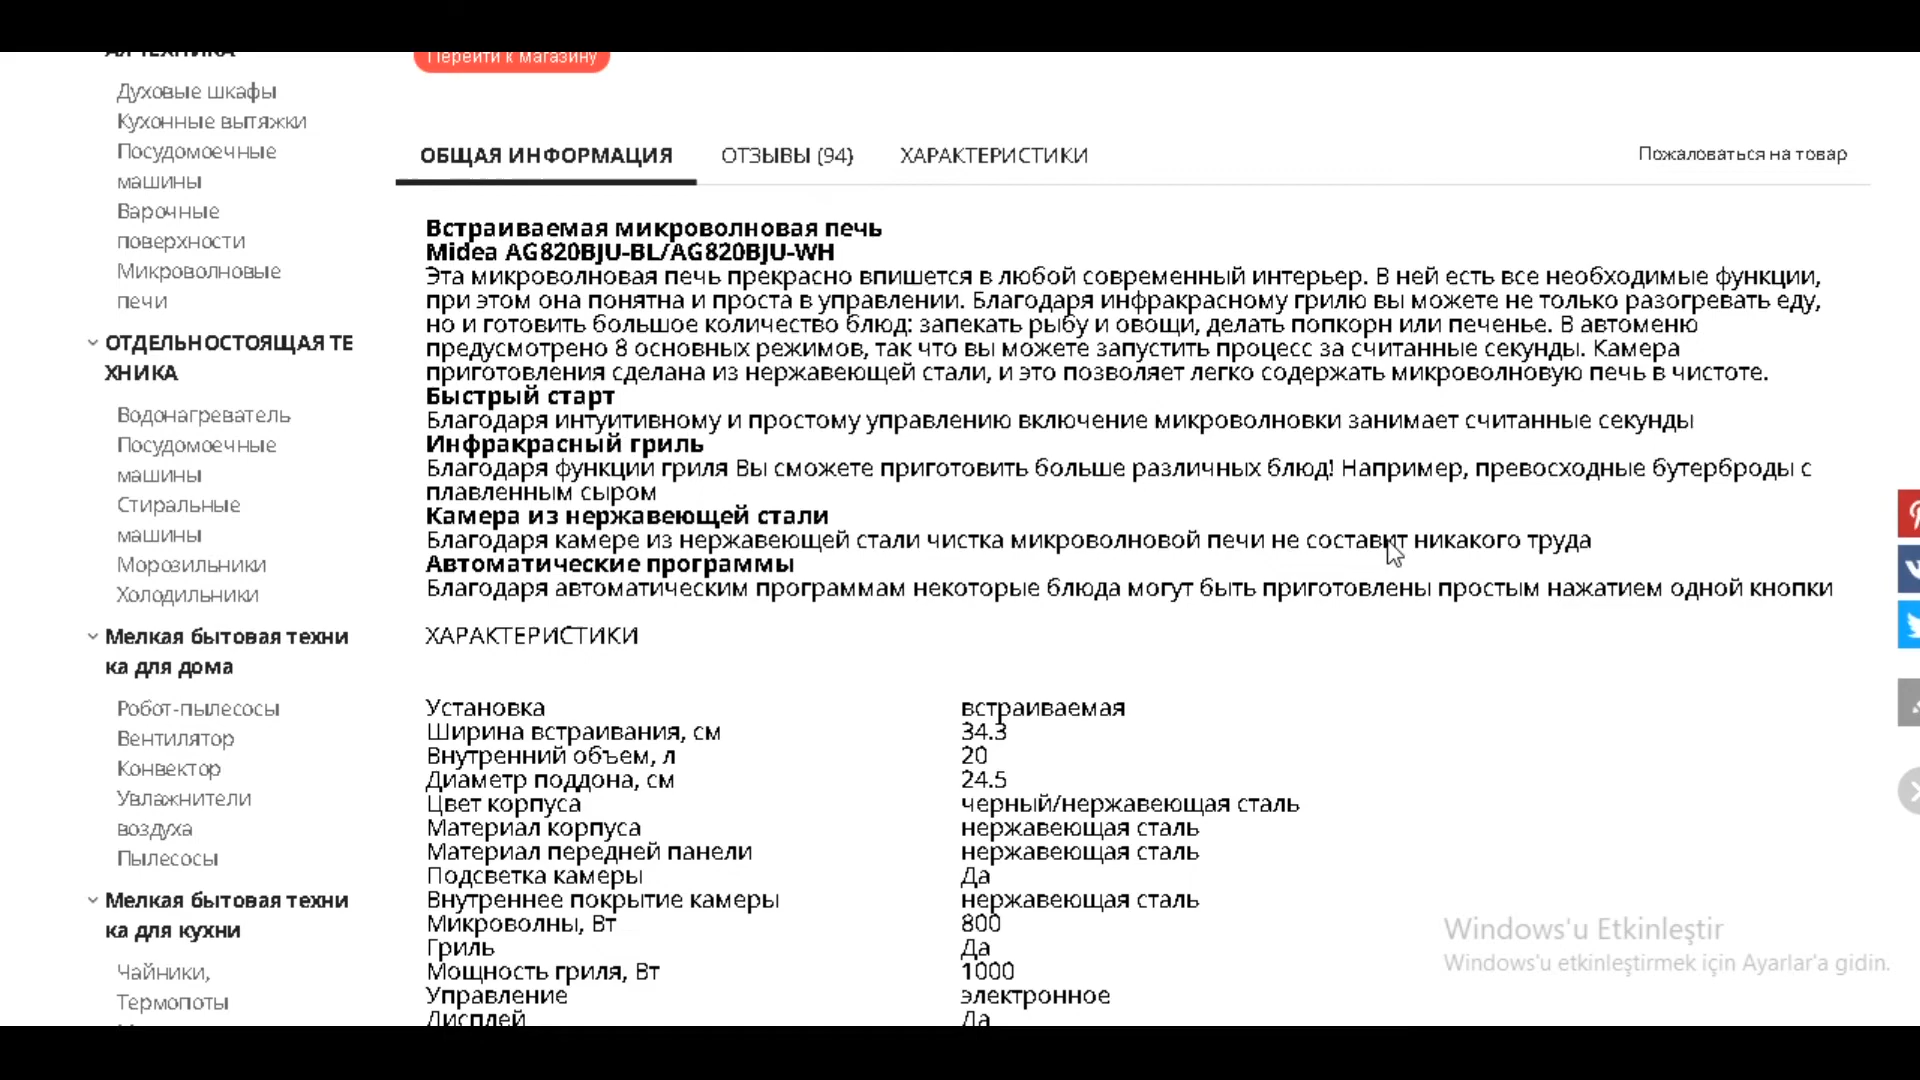 Перейти к магазину
Духовые шкафы
Кухонные вытяжки
Посудомоечные
машины
Варочные
поверхности
Микроволновые
печи
ОТДЕЛЬНОСТОЯЩАЯ ТЕ
ХНИКА
Водонагреватель
Посудомоечные
машины
Стиральные
машины
Морозильники
Холодильники
Мелкая бытовая техни
ка для дома
Робот-пылесосы
Вентилятор
Конвектор
Увлажнители
воздуха
Пылесосы
Мелкая бытовая техни
ка для кухни
Чайники,
Термопоты
ОБЩАЯ ИНФОРМАЦИЯ ОТЗЫВЫ (94) ХАРАКТЕРИСТИКИ Пожаловаться на товар
Встраиваемая микроволновая печь
Midea AG820BJU-BL/AG820BJU-WH
Эта микроволновая печь прекрасно впишется в любой современный интерьер. В ней есть все необходимые функции,
при этом она понятна и проста в управлении. Благодаря инфракрасному грилю вы можете не только разогревать еду,
но и готовить большое количество блюд: запекать рыбу и овощи, делать попкорн или печенье. В автоменю
предусмотрено 8 основных режимов, так что вы можете запустить процесс за считанные секунды. Камера
приготовления сделана из нержавеющей стали, и это позволяет легко содержать микроволновую печь в чистоте.
Быстрый старт
Благодаря интуитивному и простому управлению включение микроволновки занимает считанные секунды
Инфракрасный гриль
Благодаря функции гриля Вы сможете приготовить больше различных блюд! Например, превосходные бутерброды с
плавленным сыром
Камера из нержавеющей стали
Благодаря камере из нержавеющей стали чистка микроволновой печи не составит никакого труда
Автоматические программы
Благодаря автоматическим программам некоторые блюда могут быть приготовлены простым нажатием одной кнопки
ХАРАКТЕРИСТИКИ
Установка встраиваемая
Ширина встраивания, см 34.3
Внутренний объем, л 20
Диаметр поддона, см 24.5
Цвет корпуса черный/нержавеющая сталь
Материал корпуса нержавеющая сталь
Материал передней панели нержавеющая сталь
Подсветка камеры Да
Внутреннее покрытие камеры нержавеющая сталь
Микроволны, Вт 800
Гриль Да
Мощность гриля, Вт 1000
Управление электронное
Дисплей Да
Windows'u Etkinleştir
Windows'u etkinleştirmek için Ayarlar'a gidin.